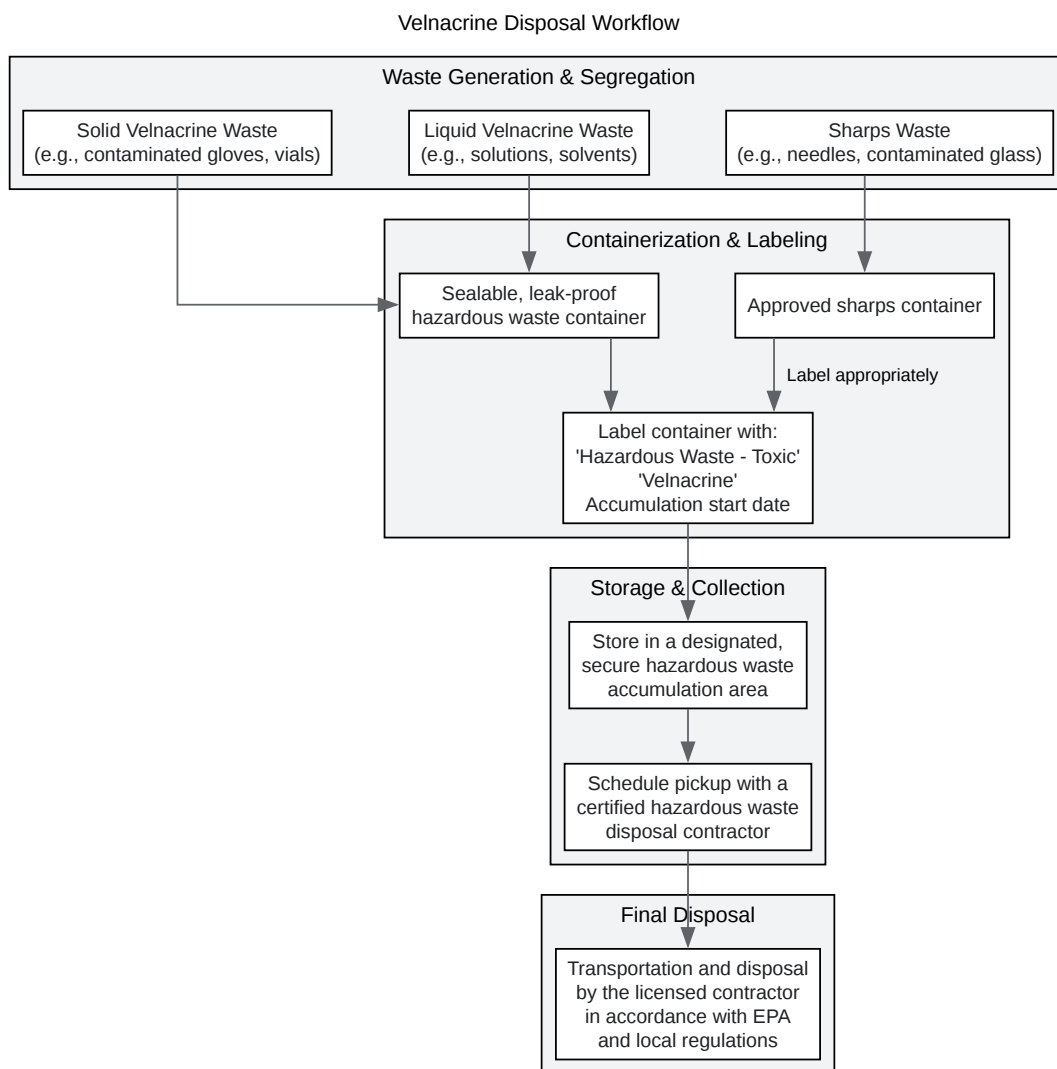 Velnacrine Disposal Workflow
Waste Generation & Segregation
Solid Velnacrine Waste
(e.g., contaminated gloves, vials)
Liquid Velnacrine Waste
(e.g., solutions, solvents)
Sharps Waste
(e.g., needles, contaminated glass)
Containerization & Labeling
Sealable, leak-proof
hazardous waste container
Approved sharps container
Label appropriately
Label container with:
'Hazardous Waste - Toxic'
'Velnacrine'
Accumulation start date
Storage & Collection
Store in a designated,
secure hazardous waste
accumulation area
Schedule pickup with a
certified hazardous waste
disposal contractor
Final Disposal
Transportation and disposal
by the licensed contractor
in accordance with EPA
and local regulations